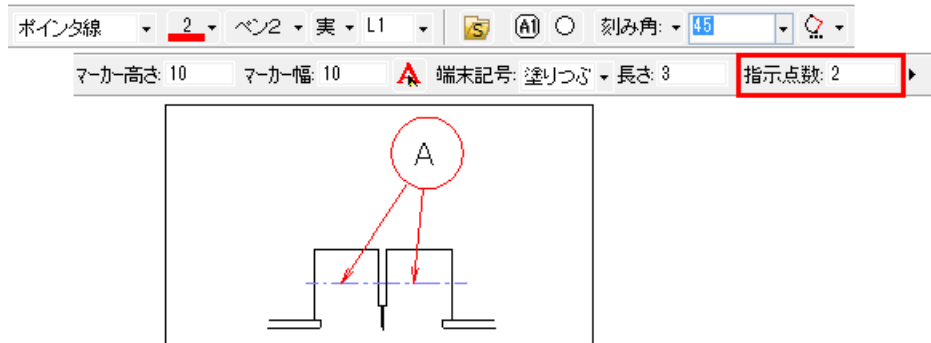 ポインタ線 2 ペン2 実 L1 S A1 刻み角: 45
マーカー高さ: 10 マーカー幅: 10 A 端末記号: 塗りつぶ 長さ: 3 指示点数: 2
A